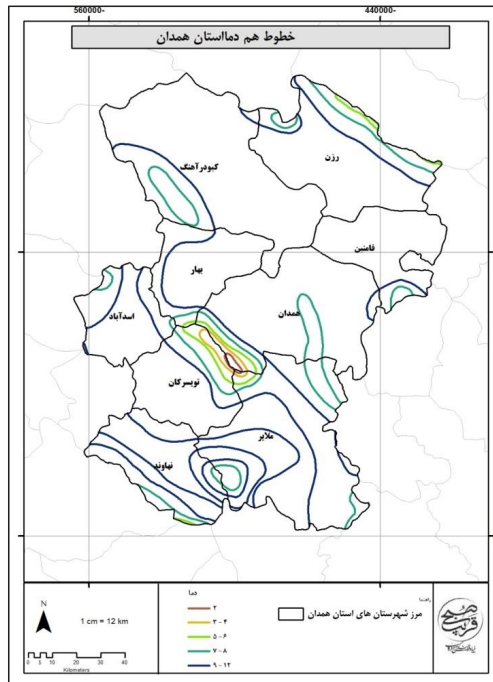 خطوط هم دمااستان همدان
560000-
440000-
رزن
کبودرآهنگ
فامنین
بهار
همدان
اسدآباد
تویسرکان
ملایر
نهاوند
N
1 cm = 12 km
0 5 10 20 30 40
Kilometers
دما
۲
۳ - ۴
۵ - ۶
۷ - ۸
۹ - ۱۲
راهنما
مرز شهرستان های استان همدان